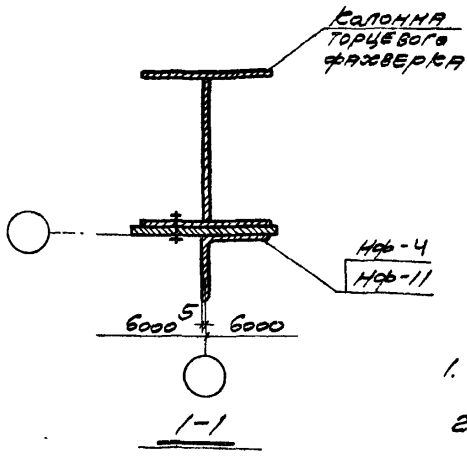 Колонна
торцевого
фахверка
Нф-4
Нф-11
5
6000 6000
1.
1-1
2